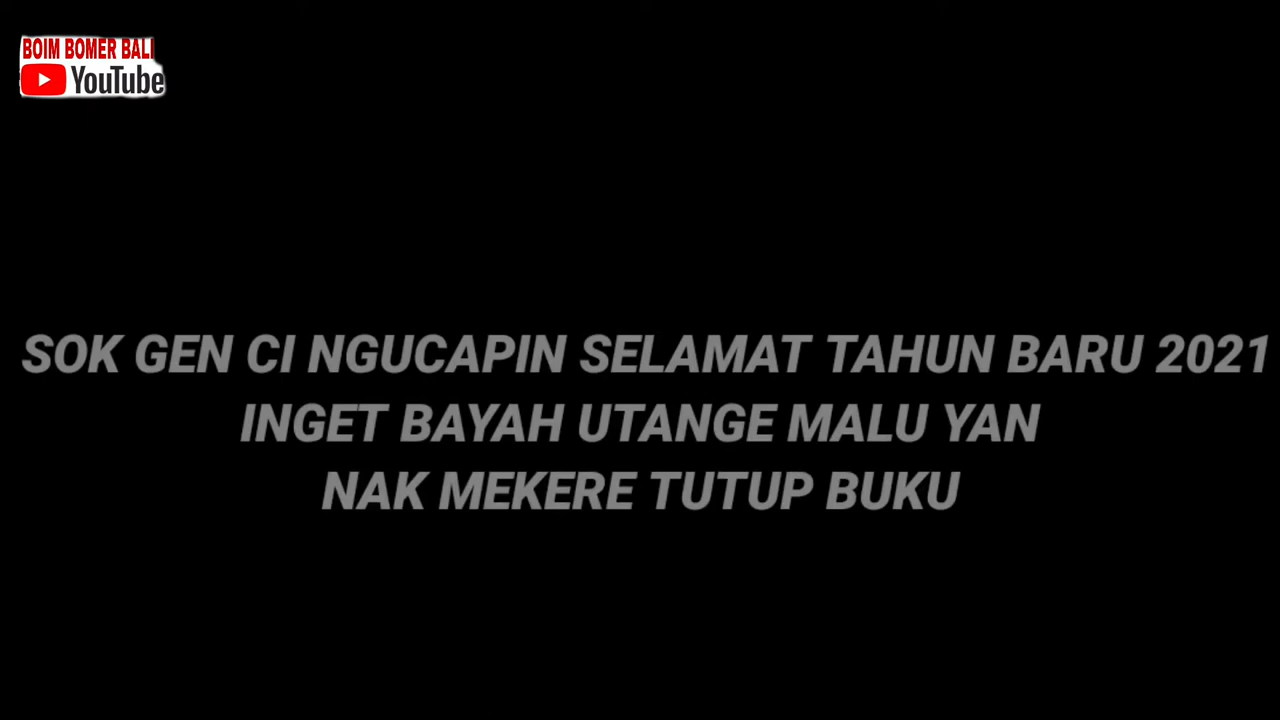 BOIM BOMER BALI
YouTube
SOK GEN CI NGUCAPIN SELAMAT TAHUN BARU 2021
INGET BAYAH UTANGE MALU YAN
NAK MEKERE TUTUP BUKU